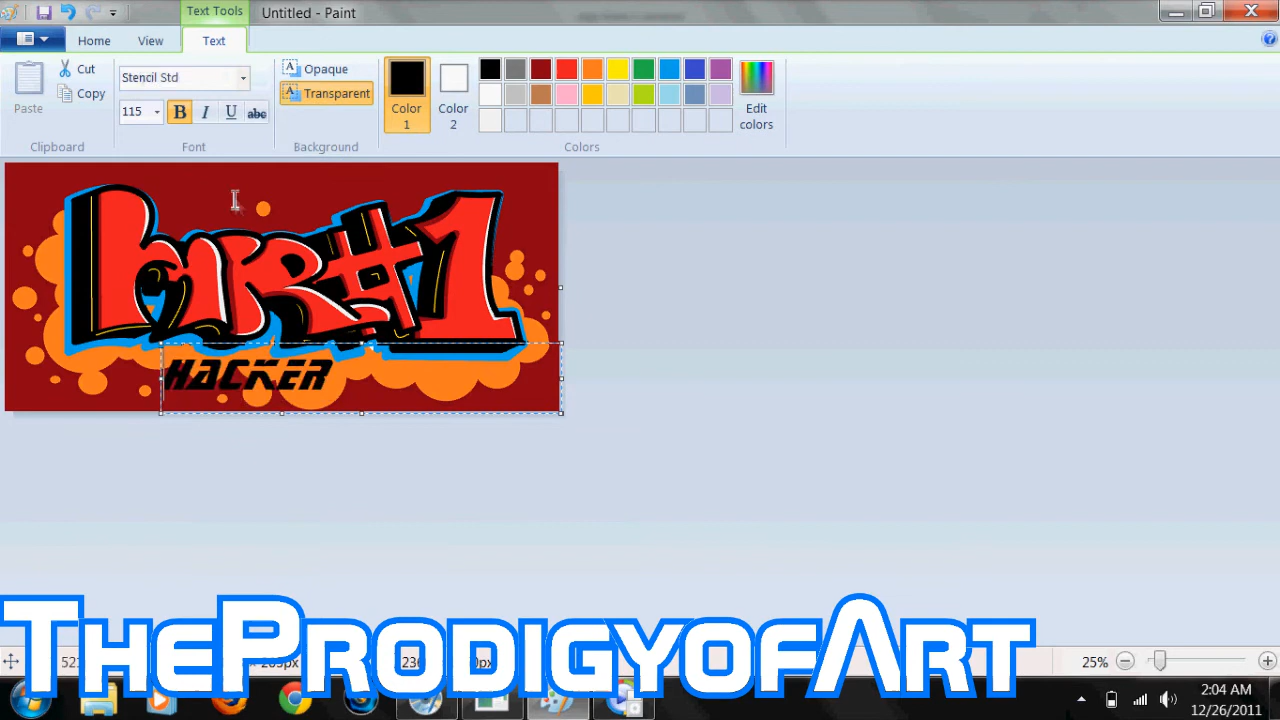 Text Tools
Untitled - Paint
Home
View
Text
Paste
Cut
Copy
Clipboard
Stencil Std
115
B I U abc
Font
Opaque
Transparent
Background
Color
1
Color
2
Edit
colors
Colors
#1
HACKER
TheProdigyofArt
25%
2:04 AM
12/26/2011